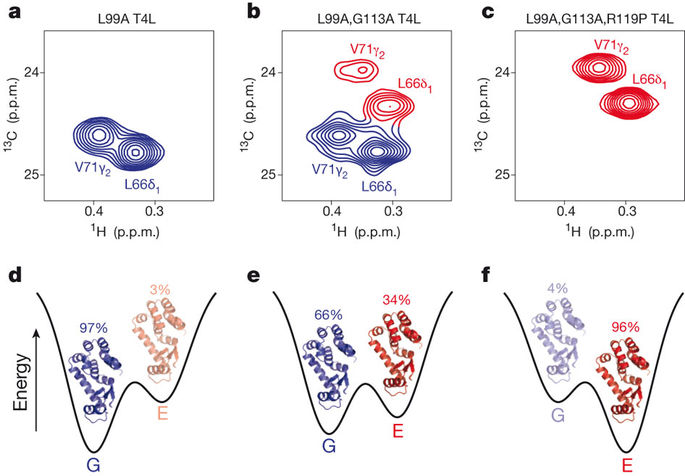 a
L99A T4L
24
25
¹³C (p.p.m.)
V71γ₂
L66δ₁
0.4
0.3
¹H (p.p.m.)
b
L99A,G113A T4L
V71γ₂
L66δ₁
24
25
¹³C (p.p.m.)
V71γ₂
L66δ₁
0.4
0.3
¹H (p.p.m.)
c
L99A,G113A,R119P T4L
V71γ₂
L66δ₁
24
25
¹³C (p.p.m.)
0.4
0.3
¹H (p.p.m.)
d
3%
97%
Energy
E
G
e
34%
66%
E
G
f
4%
96%
G
E